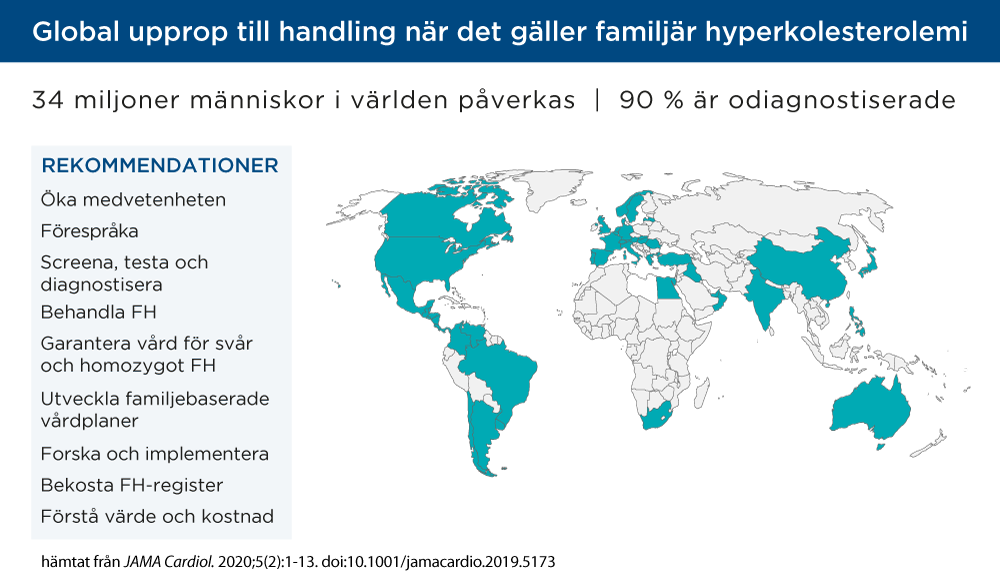 Global upprop till handling när det gäller familjär hyperkolesterolemi
34 miljoner människor i världen påverkas | 90 % är odiagnostiserade
REKOMMENDATIONER
Öka medvetenheten
Förespråka
Screena, testa och
diagnostisera
Behandla FH
Garantera vård för svår
och homozygot FH
Utveckla familjebaserade
vårdplaner
Forska och implementera
Bekosta FH-register
Förstå värde och kostnad
hämtat från JAMA Cardiol. 2020;5(2):1-13. doi:10.1001/jamacardio.2019.5173